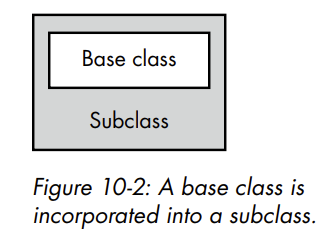 Base class
Subclass
Figure 10-2: A base class is
incorporated into a subclass.